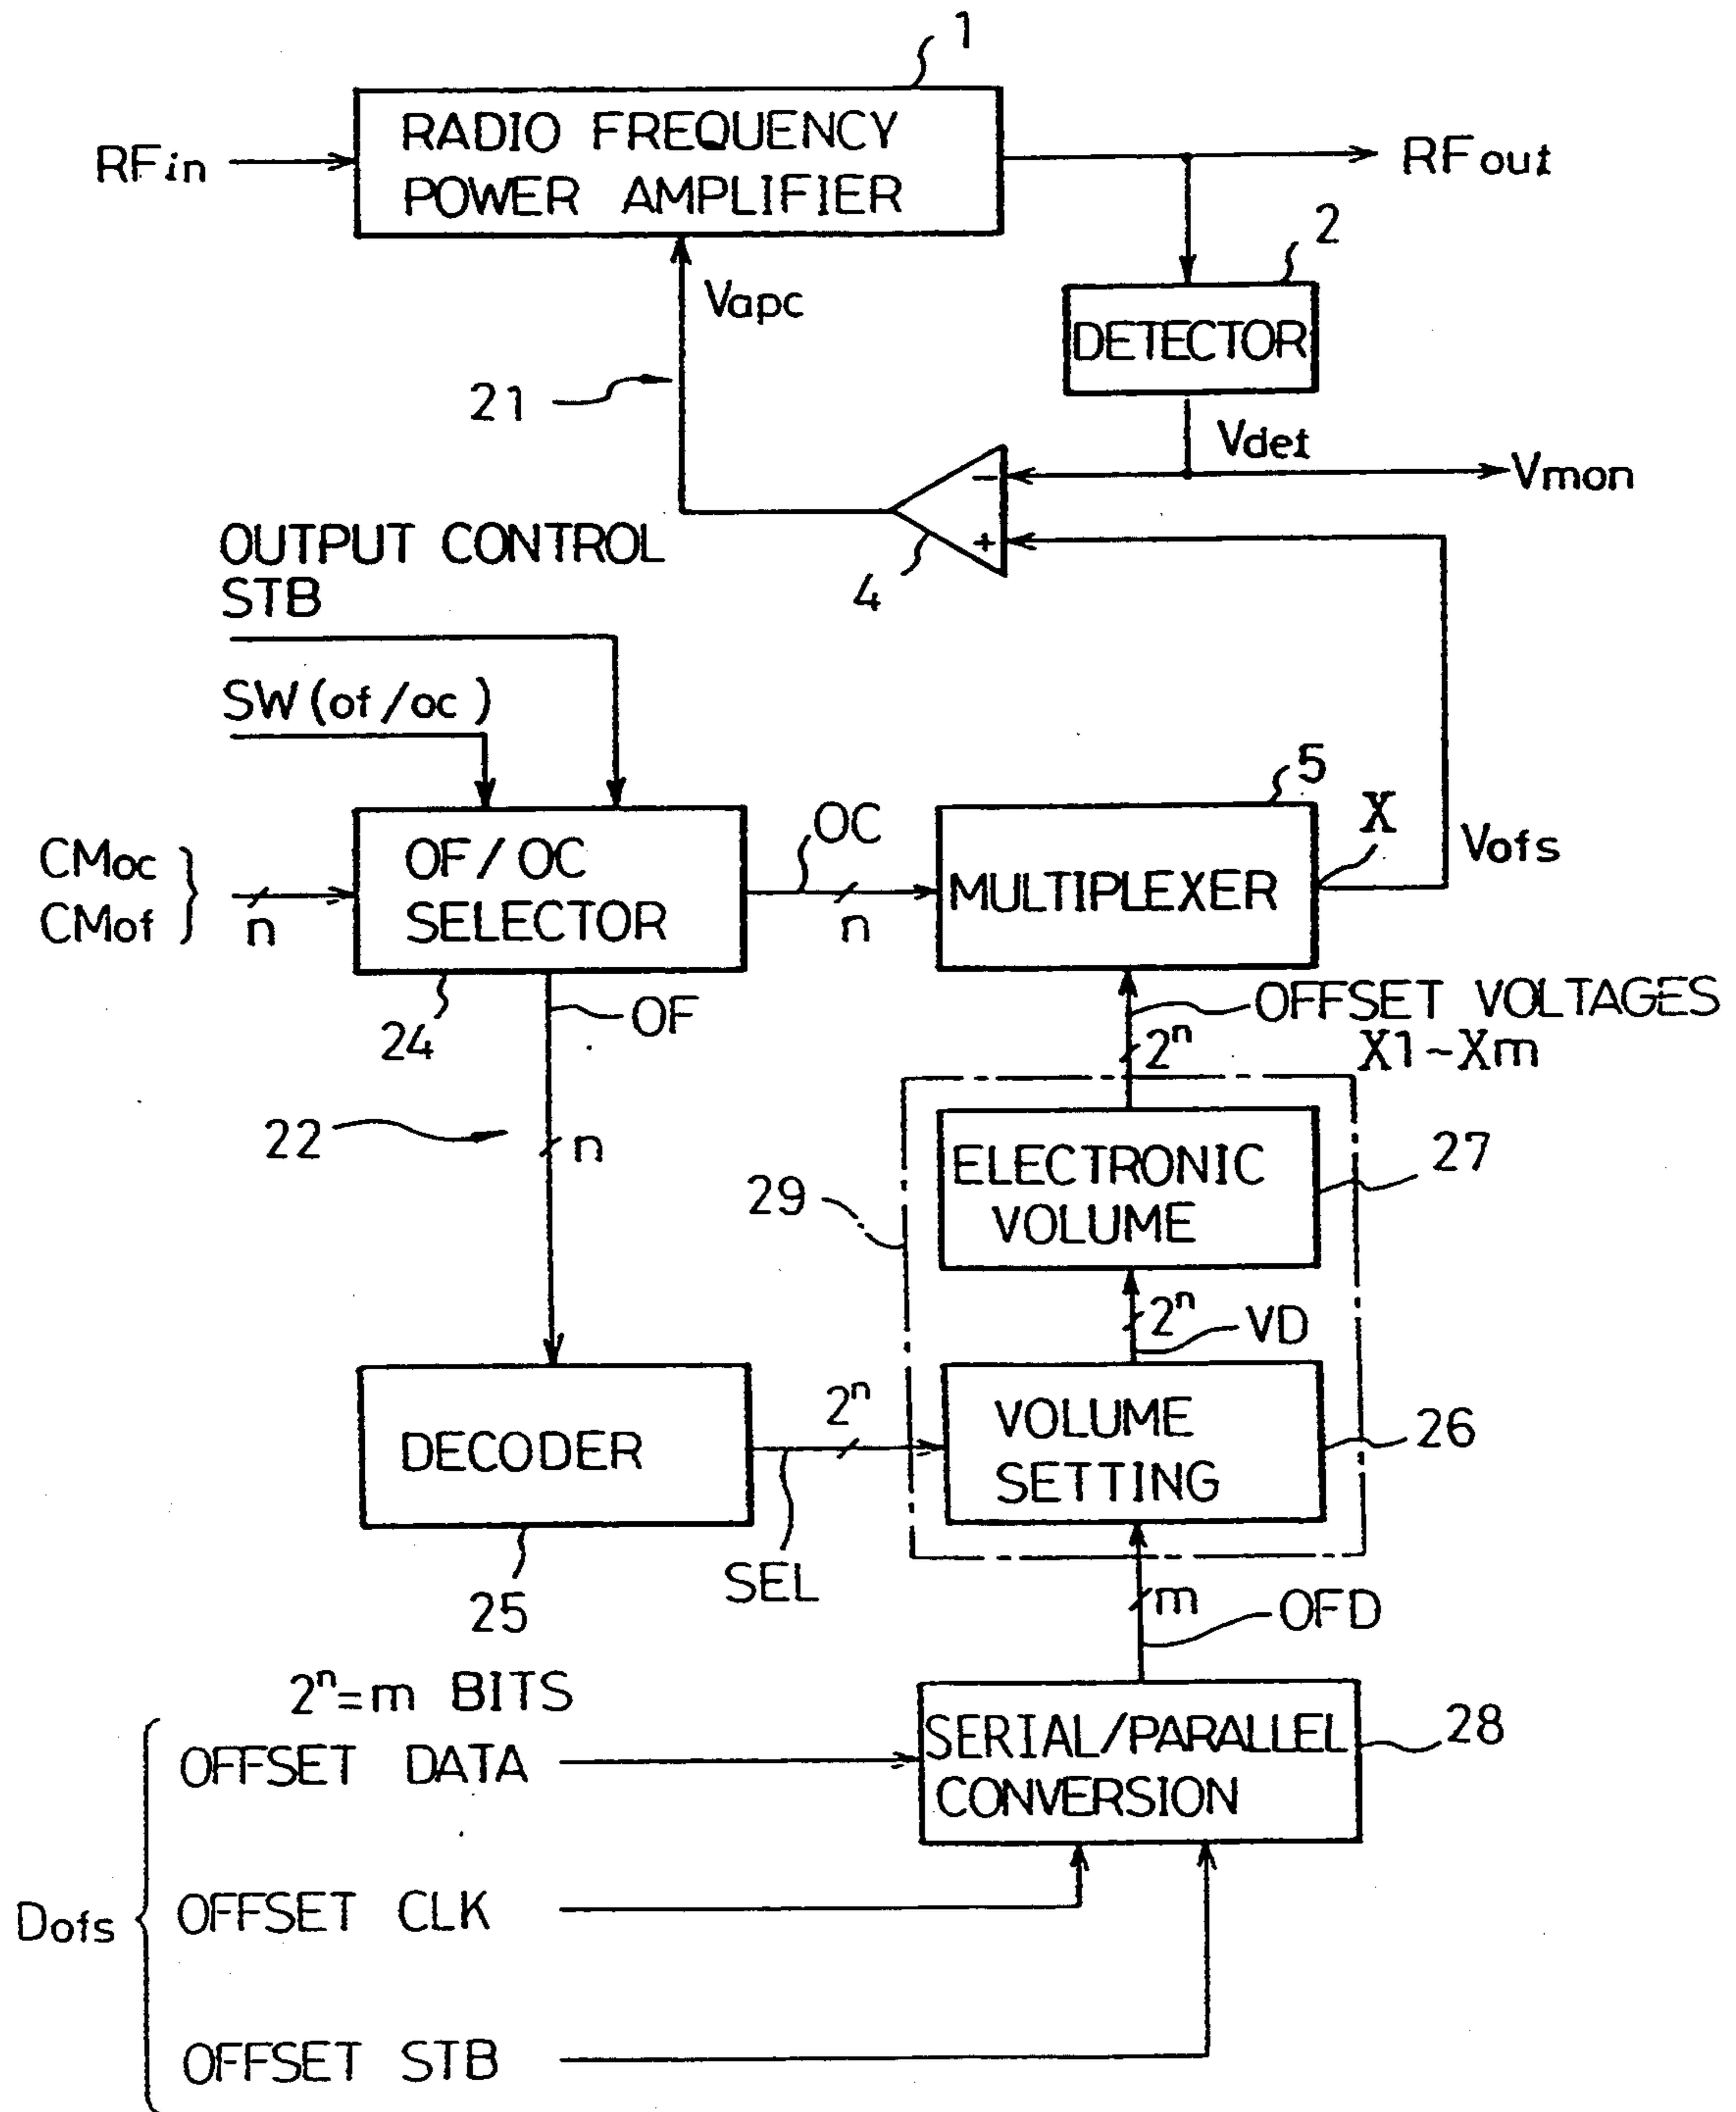 1
RADIO FREQUENCY
POWER AMPLIFIER
RFin
RFout
2
Vapc
DETECTOR
21
Vdet
Vmon
−
+
4
OUTPUT CONTROL
STB
SW (of/oc)
5
CMoc
CMof
n
OF/OC
SELECTOR
OC
n
MULTIPLEXER
X
Vofs
24
OF
OFFSET VOLTAGES
X1~Xm
2ⁿ
22
n
ELECTRONIC
VOLUME
27
29
2ⁿ
VD
DECODER
2ⁿ
VOLUME
SETTING
26
SEL
25
m
OFD
2ⁿ=m BITS
OFFSET DATA
SERIAL/PARALLEL
CONVERSION
28
Dofs
OFFSET CLK
OFFSET STB